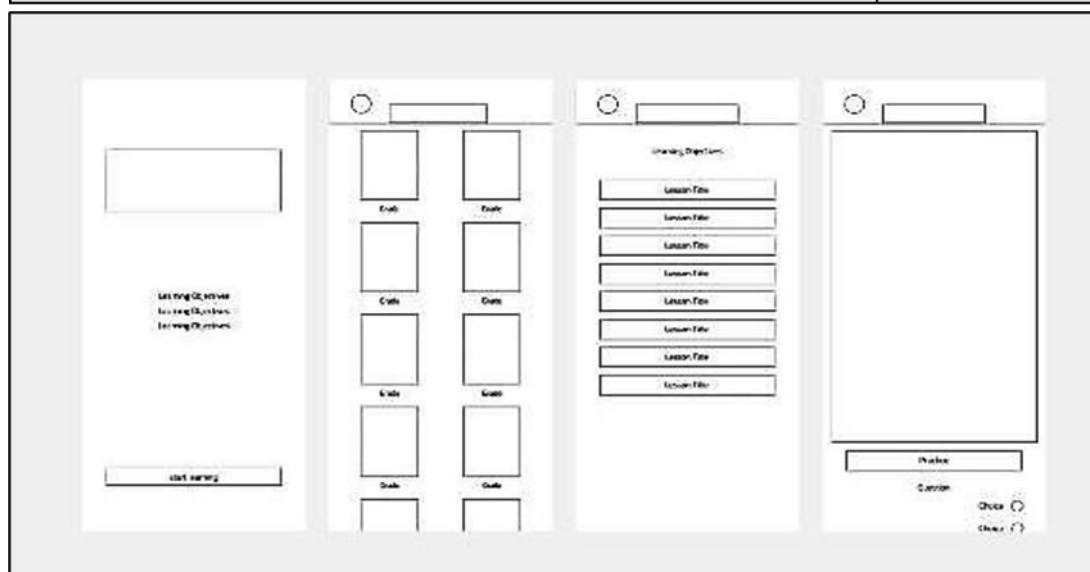 Learning Objectives
Learning Objectives
Learning Objectives
Start learning
Grade Grade
Grade Grade
Grade Grade
Grade Grade
Learning Objectives
Lesson Title
Lesson Title
Lesson Title
Lesson Title
Lesson Title
Lesson Title
Lesson Title
Lesson Title
Practice
Question
Choice
Choice